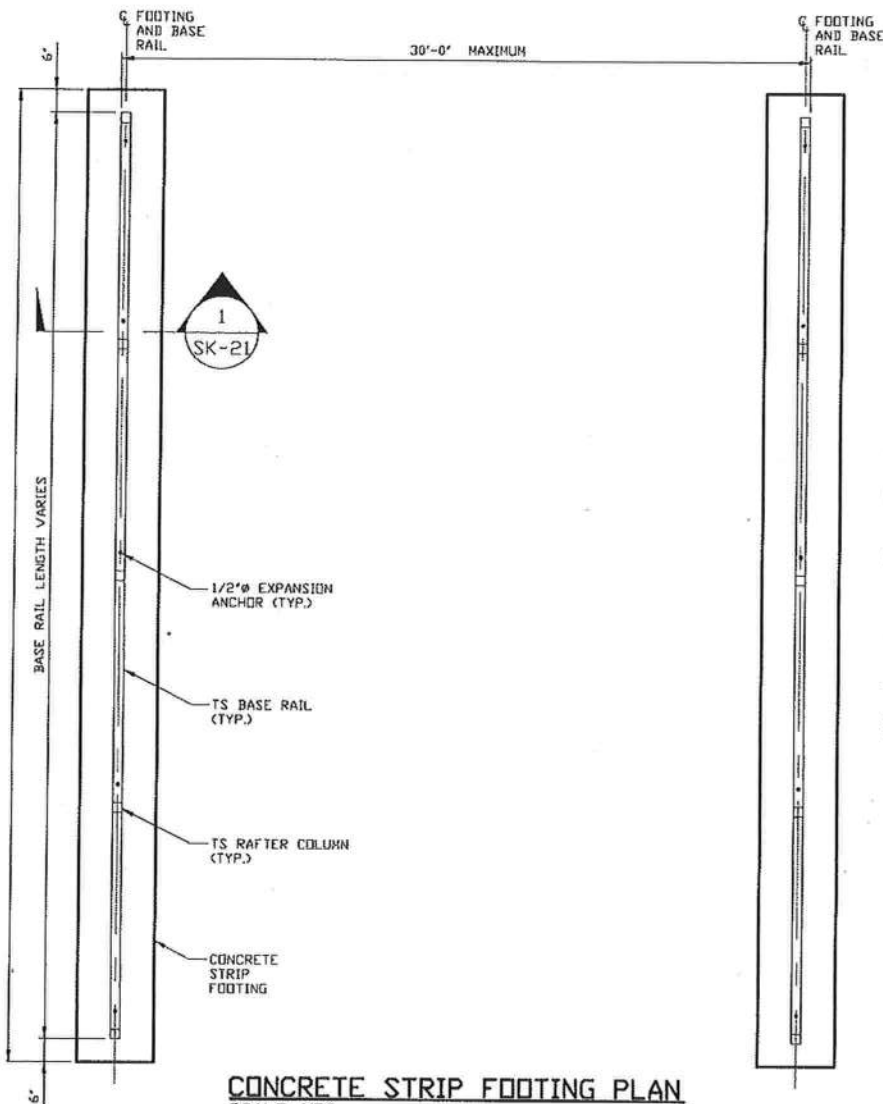 ℄ FOOTING
AND BASE
RAIL
℄ FOOTING
AND BASE
RAIL
30'-0" MAXIMUM
6"
1
SK-21
BASE RAIL LENGTH VARIES
1/2"ø EXPANSION
ANCHOR (TYP.)
TS BASE RAIL
(TYP.)
TS RAFTER COLUMN
(TYP.)
CONCRETE
STRIP
FOOTING
6"
CONCRETE STRIP FOOTING PLAN